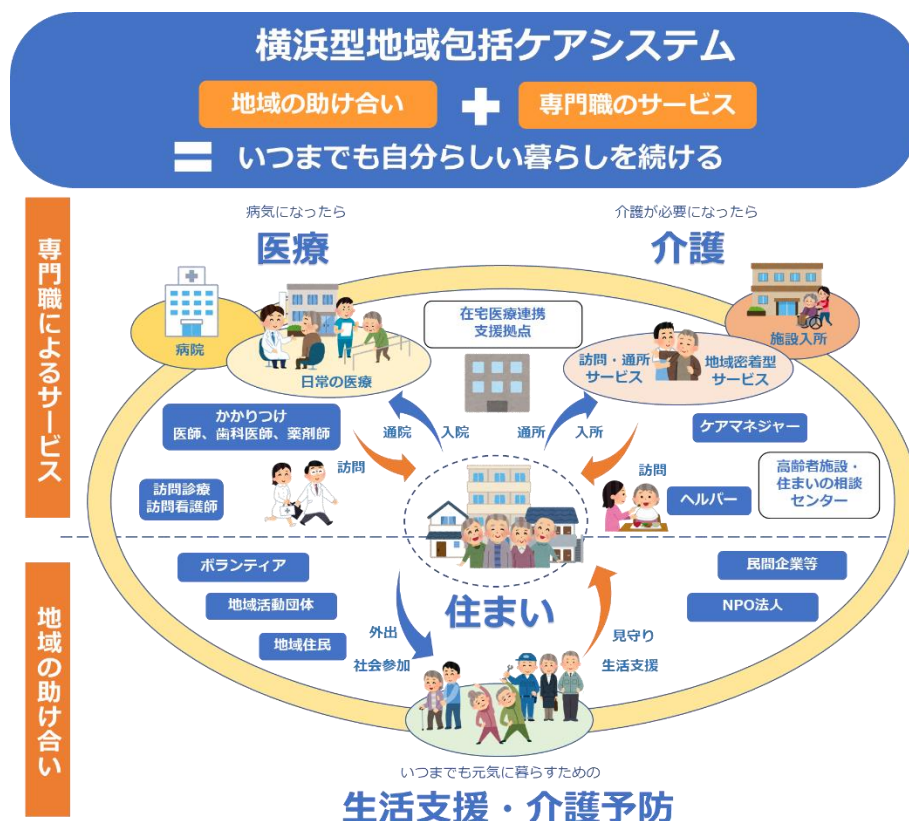 横浜型地域包括ケアシステム
地域の助け合い
+
専門職のサービス
= いつまでも自分らしい暮らしを続ける
専門職によるサービス
病気になったら
医療
介護が必要になったら
介護
病院
日常の医療
在宅医療連携
支援拠点
訪問・通所
サービス
地域密着型
サービス
施設入所
かかりつけ
医師、歯科医師、薬剤師
通院
入院
通所
入所
ケアマネジャー
訪問
訪問
訪問診療
訪問看護師
ヘルパー
高齢者施設・
住まいの相談
センター
地域の助け合い
ボランティア
地域活動団体
地域住民
住まい
民間企業等
NPO法人
外出
社会参加
見守り
生活支援
いつまでも元気に暮らすための
生活支援・介護予防